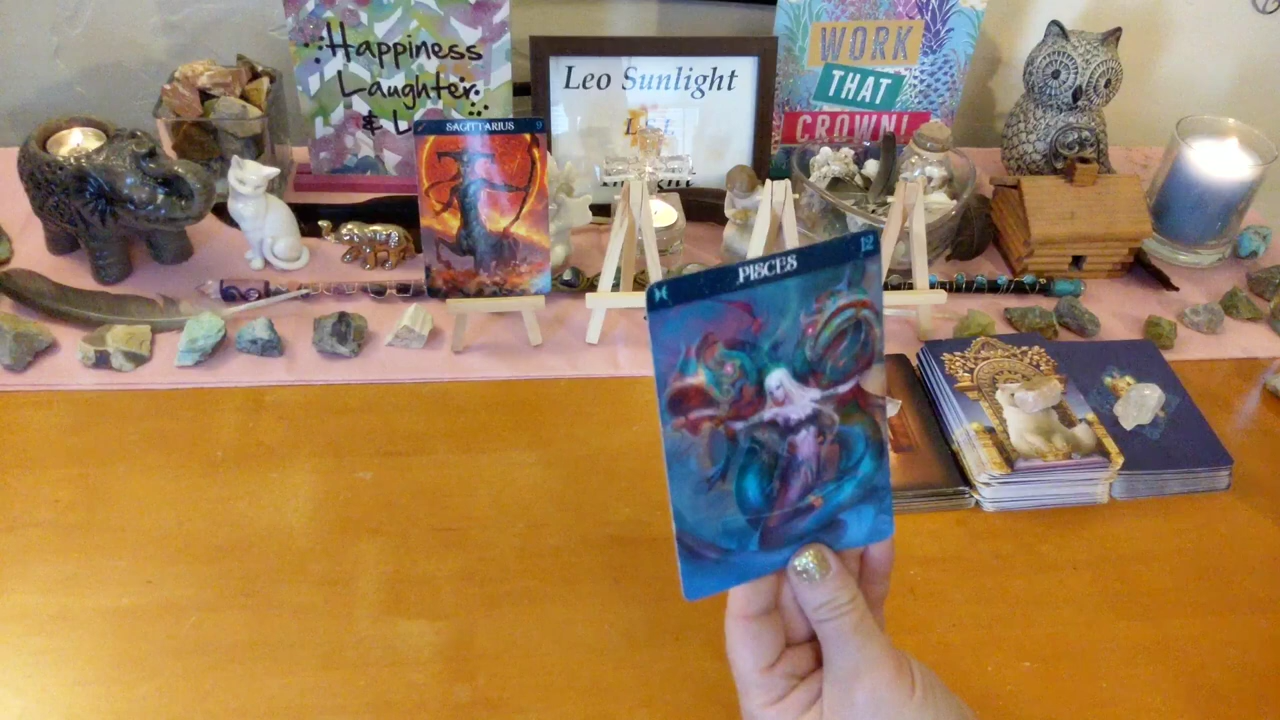 Happiness
Laughter
& L
Leo Sunlight
WORK
THAT
CROWN!
SAGITTARIUS 9
PISCES 12